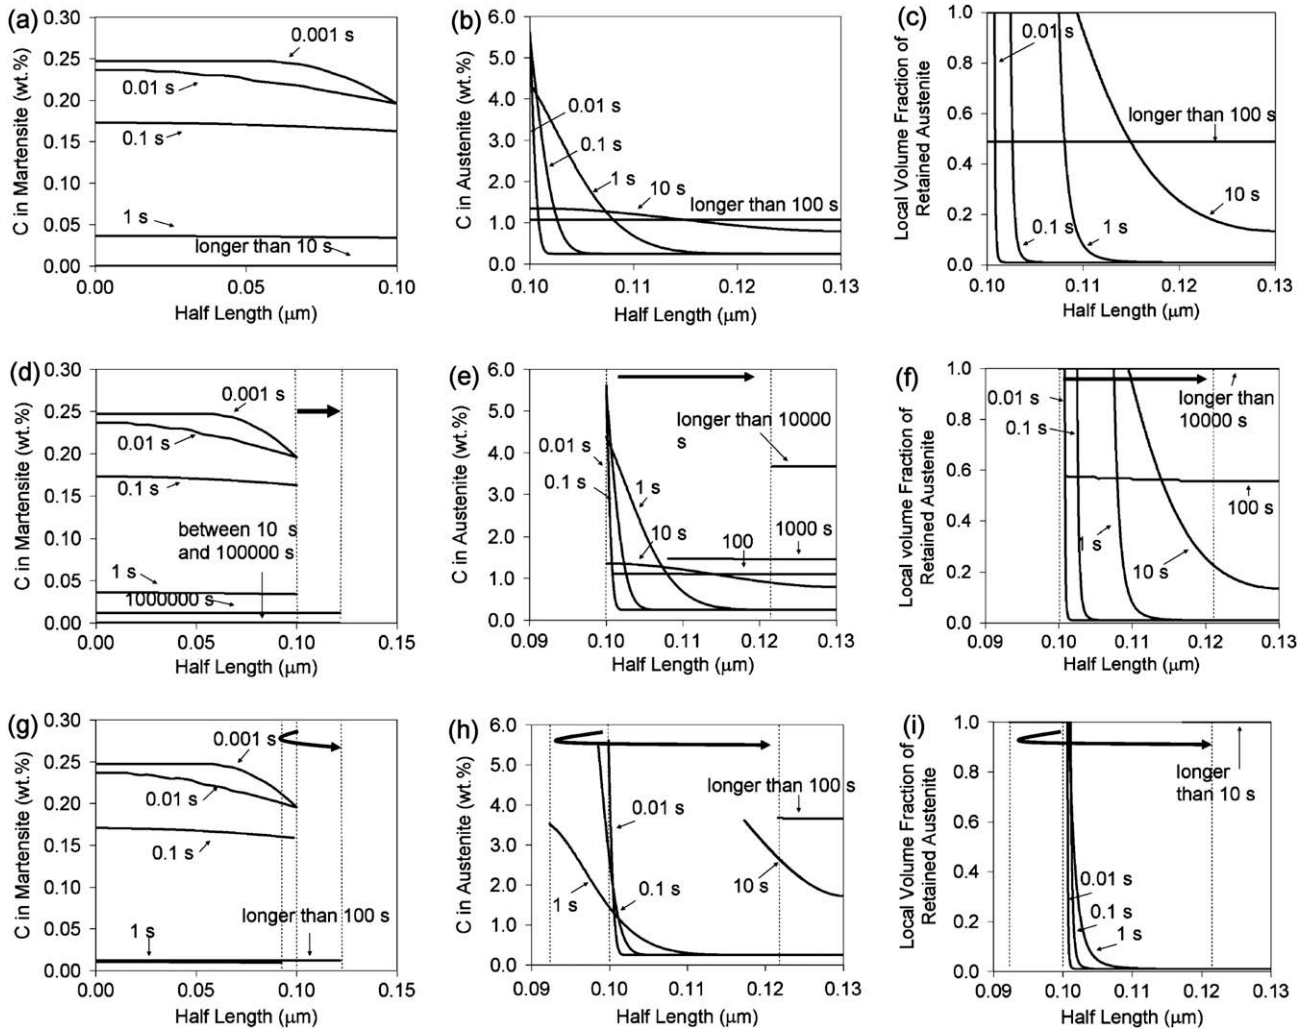 (a)
C in Martensite (wt.%)
0.30
0.25
0.20
0.15
0.10
0.05
0.00
0.001 s
0.01 s
0.1 s
1 s
longer than 10 s
0.00
0.05
0.10
Half Length (μm)
(b)
C in Austenite (wt.%)
6.0
5.0
4.0
3.0
2.0
1.0
0.0
0.01 s
0.1 s
1 s
10 s
longer than 100 s
0.10
0.11
0.12
0.13
Half Length (μm)
(c)
Local Volume Fraction of
Retained Austenite
1.0
0.8
0.6
0.4
0.2
0.0
0.01 s
longer than 100 s
0.1 s
1 s
10 s
0.10
0.11
0.12
0.13
Half Length (μm)
(d)
C in Martensite (wt.%)
0.30
0.25
0.20
0.15
0.10
0.05
0.00
0.001 s
0.01 s
0.1 s
between 10 s
and 100000 s
1 s
1000000 s
0.00
0.05
0.10
0.15
Half Length (μm)
(e)
C in Austenite (wt.%)
6.0
5.0
4.0
3.0
2.0
1.0
0.0
longer than 10000
s
0.01 s
0.1 s
1 s
10 s
100
1000 s
0.09
0.10
0.11
0.12
0.13
Half Length (μm)
(f)
Local volume Fraction of
Retained Austenite
1.0
0.8
0.6
0.4
0.2
0.0
0.01 s
0.1 s
longer than
10000 s
100 s
1 s
10 s
0.09
0.10
0.11
0.12
0.13
Half Length (μm)
(g)
C in Martensite (wt.%)
0.30
0.25
0.20
0.15
0.10
0.05
0.00
0.001 s
0.01 s
0.1 s
1 s
longer than 100 s
0.00
0.05
0.10
0.15
Half Length (μm)
(h)
C in Austenite (wt.%)
6.0
5.0
4.0
3.0
2.0
1.0
0.0
longer than 100 s
0.01 s
0.1 s
1 s
10 s
0.09
0.10
0.11
0.12
0.13
Half Length (μm)
(i)
Local Volume Fraction of
Retained Austenite
1.0
0.8
0.6
0.4
0.2
0.0
longer
than 10 s
0.01 s
0.1 s
1 s
0.09
0.10
0.11
0.12
0.13
Half Length (μm)